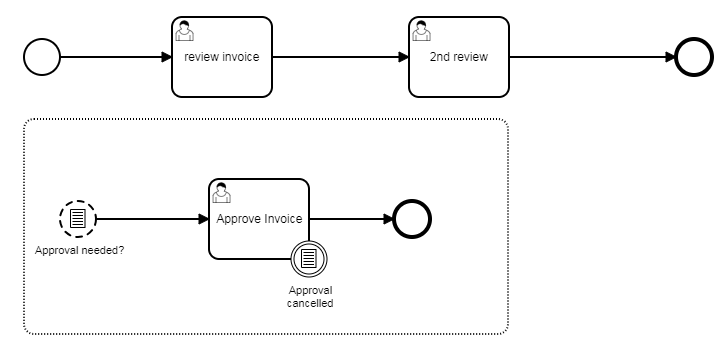 review invoice
2nd review
Approve Invoice
Approval needed?
Approval
cancelled